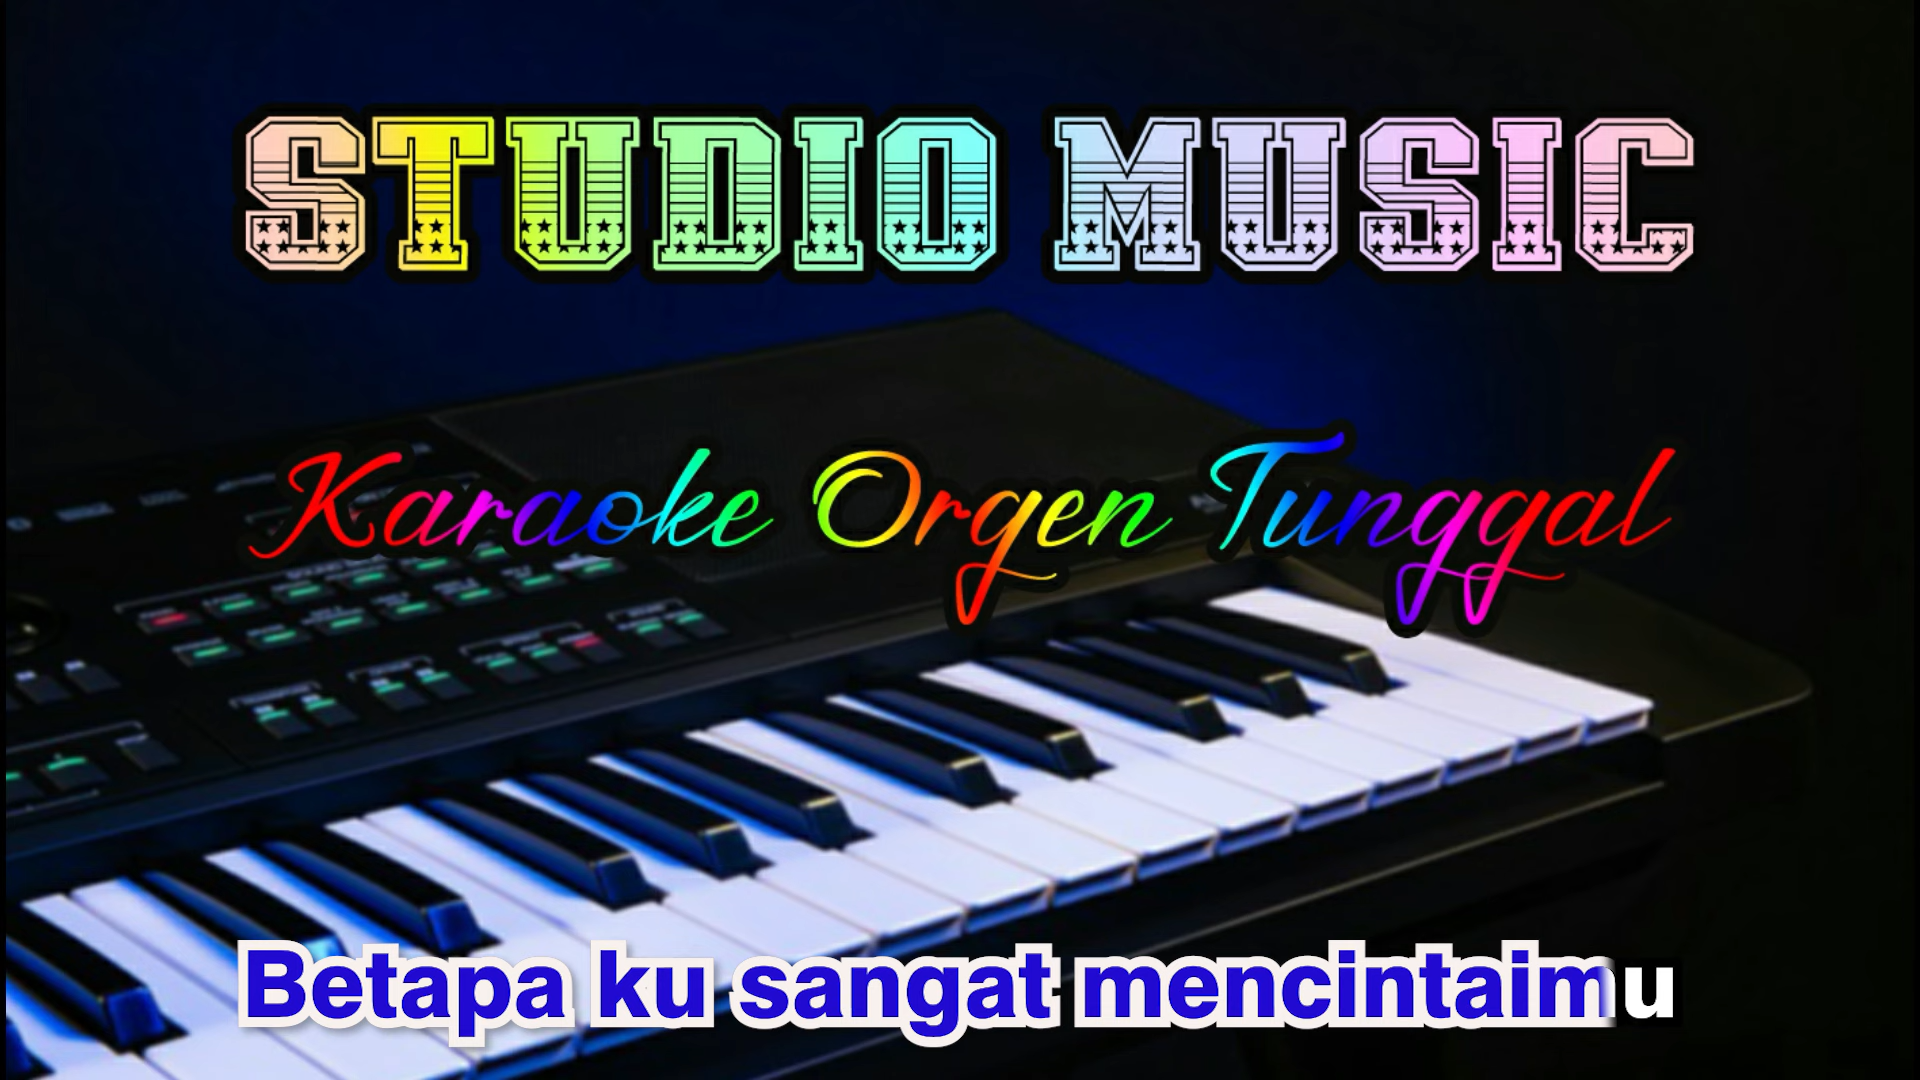 STUDIO MUSIC
Karaoke Orgen Tunggal
Betapa ku sangat mencintaimu